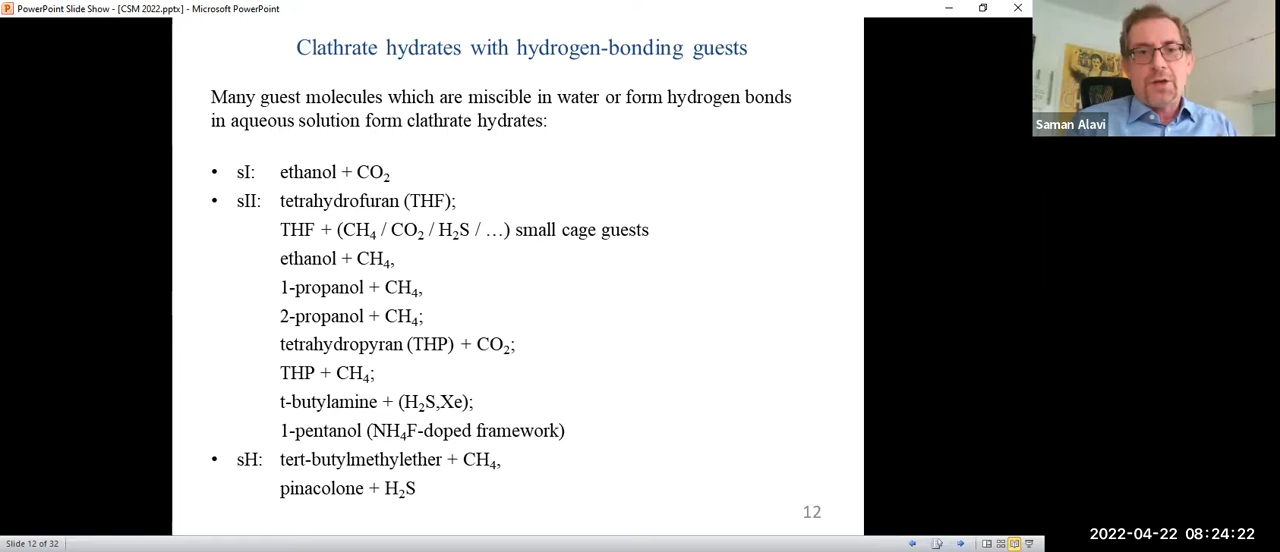 PowerPoint Slide Show - [CSM 2022.pptx] - Microsoft PowerPoint
Clathrate hydrates with hydrogen-bonding guests
Many guest molecules which are miscible in water or form hydrogen bonds
in aqueous solution form clathrate hydrates:
• sI: ethanol + CO₂
• sII: tetrahydrofuran (THF);
THF + (CH₄ / CO₂ / H₂S / …) small cage guests
ethanol + CH₄,
1-propanol + CH₄,
2-propanol + CH₄;
tetrahydropyran (THP) + CO₂;
THP + CH₄;
t-butylamine + (H₂S,Xe);
1-pentanol (NH₄F-doped framework)
• sH: tert-butylmethylether + CH₄,
pinacolone + H₂S
12
Saman Alavi
Slide 12 of 32
2022-04-22 08:24:22